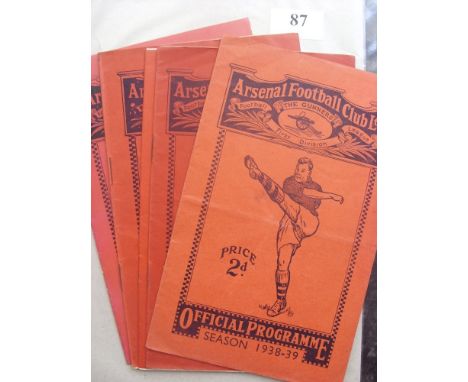 87
Arsenal Football Club Ltd
Football
"THE GUNNERS"
League
First Division
PRICE
2d.
OFFICIAL PROGRAMME
SEASON 1938-39
Ar
Ars